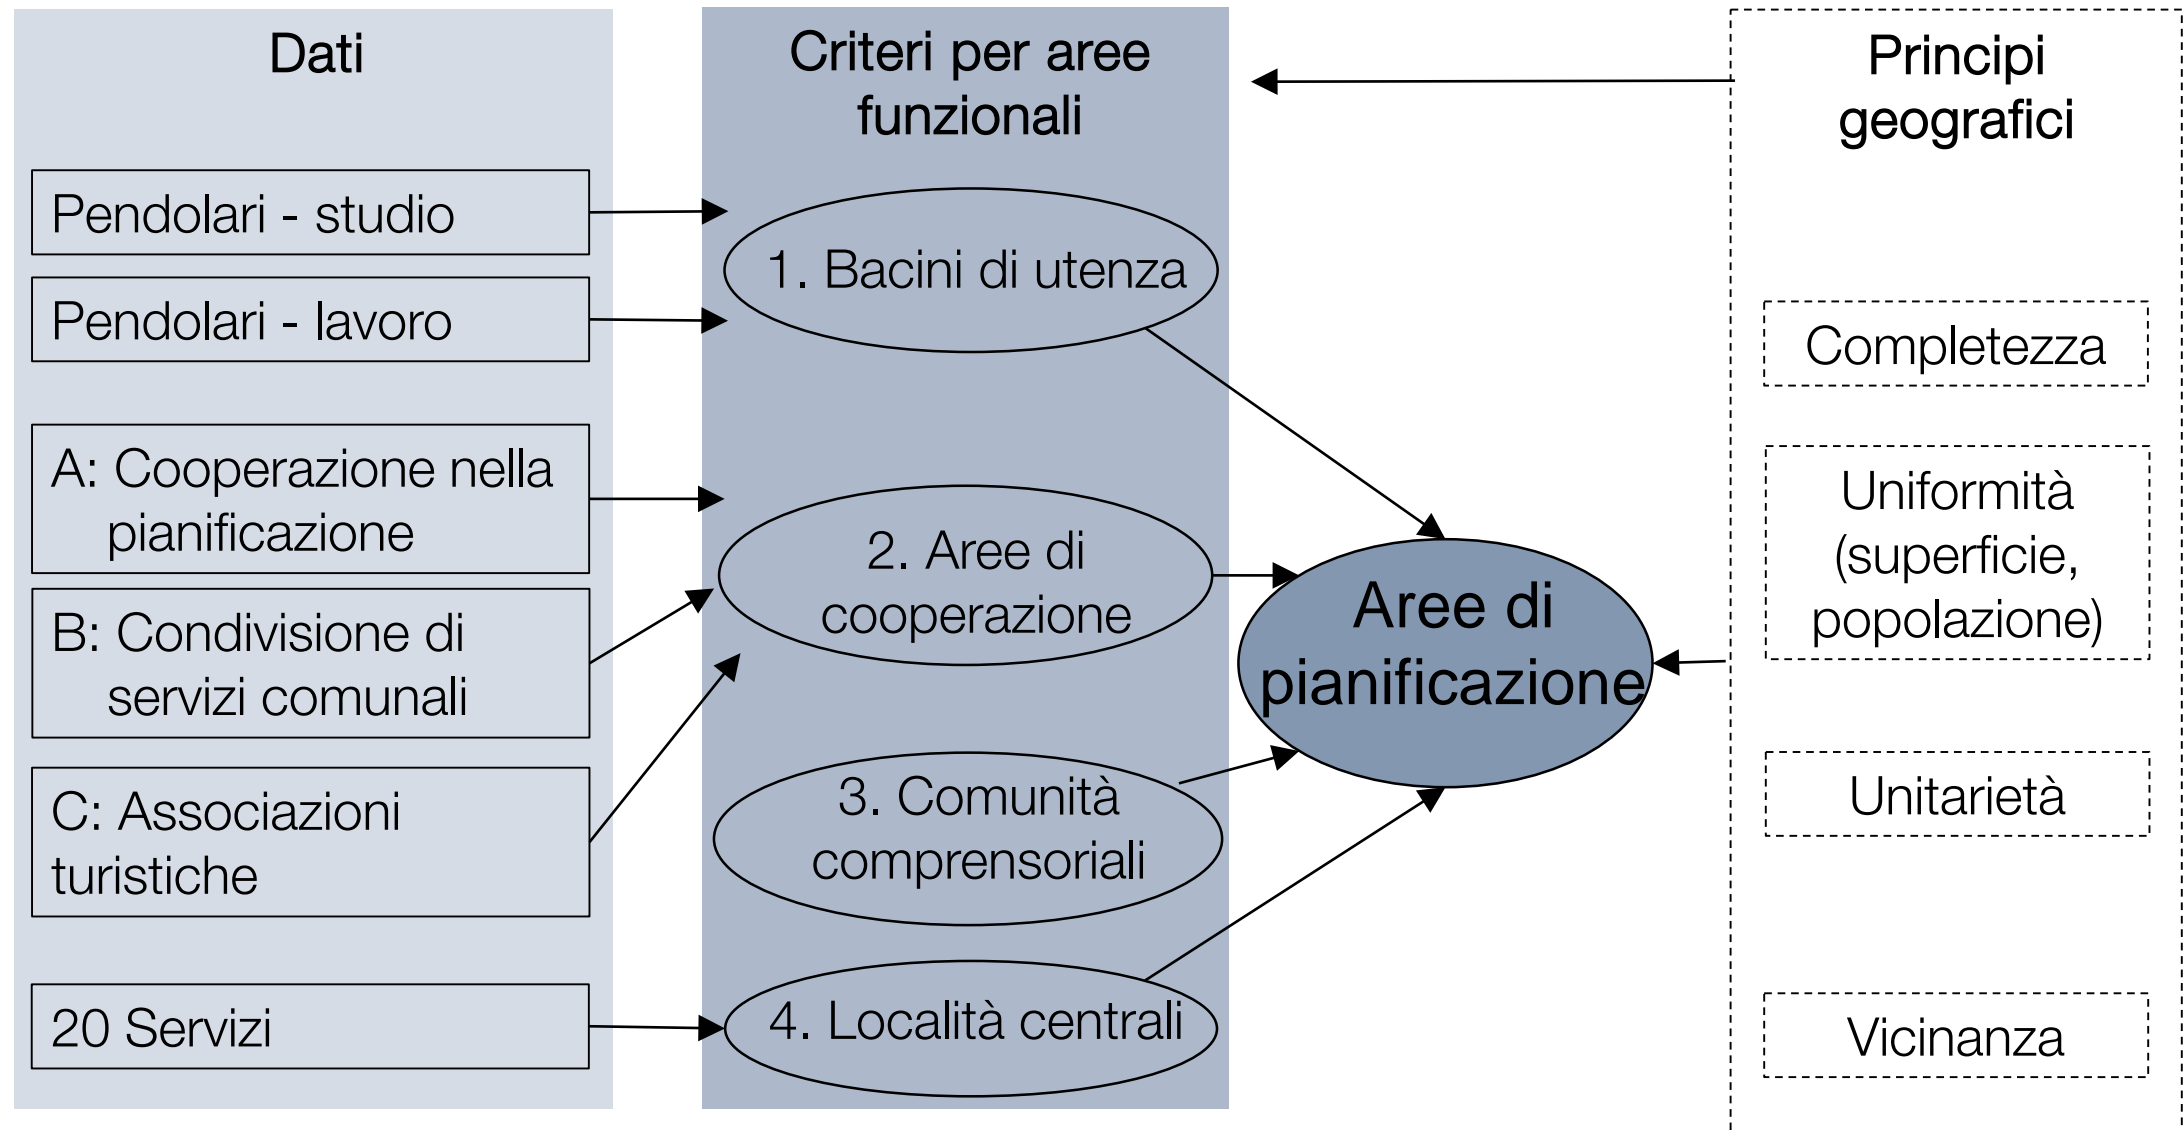 Dati
Pendolari - studio
Pendolari - lavoro
A: Cooperazione nella
pianificazione
B: Condivisione di
servizi comunali
C: Associazioni
turistiche
20 Servizi
Criteri per aree
funzionali
1. Bacini di utenza
2. Aree di
cooperazione
3. Comunità
comprensoriali
4. Località centrali
Aree di
pianificazione
Principi
geografici
Completezza
Uniformità
(superficie,
popolazione)
Unitarietà
Vicinanza